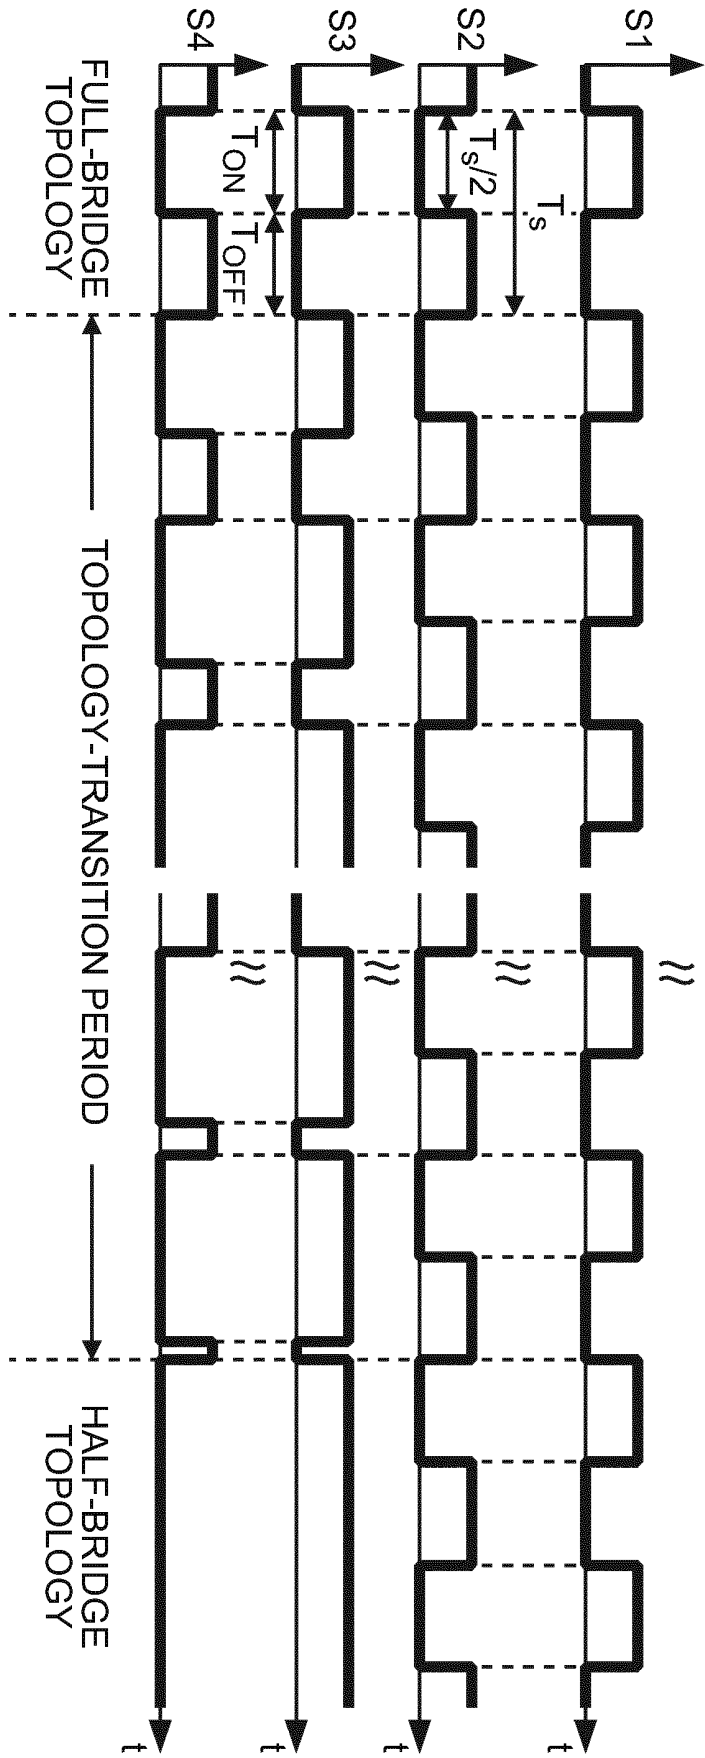 S1
S2
S3
S4
Ts
Ts/2
TON
TOFF
t
t
t
t
FULL-BRIDGE
TOPOLOGY
TOPOLOGY-TRANSITION PERIOD
HALF-BRIDGE
TOPOLOGY